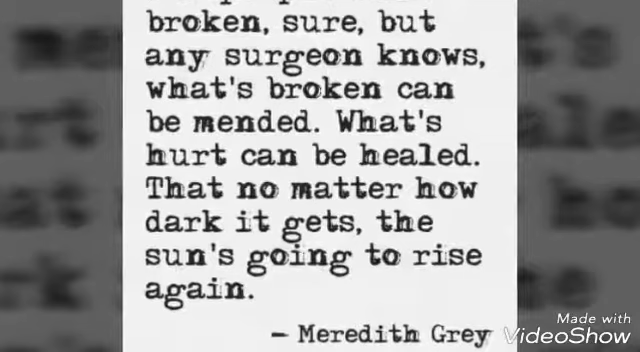 broken, sure, but
any surgeon knows,
what's broken can
be mended. What's
hurt can be healed.
That no matter how
dark it gets, the
sun's going to rise
again.
– Meredith Grey
Made with
VideoShow